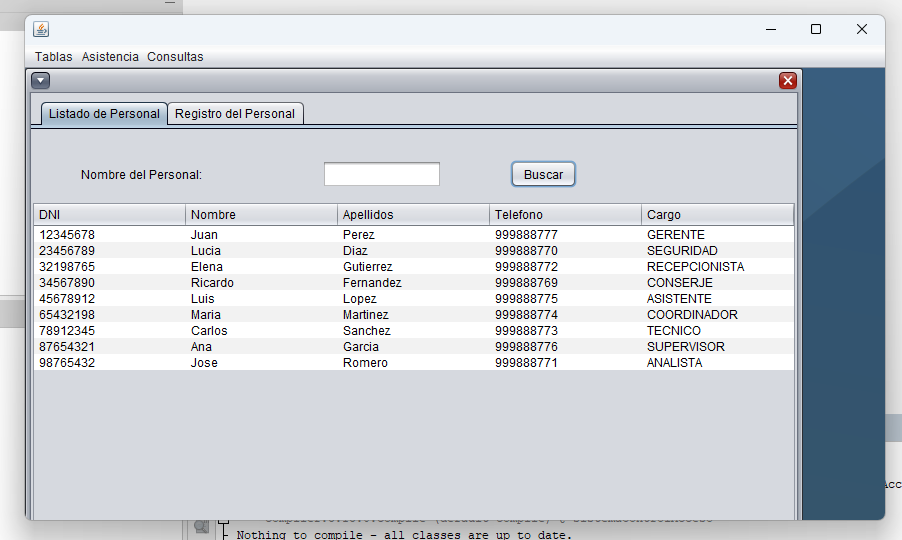 Tablas Asistencia Consultas
Listado de Personal Registro del Personal
Nombre del Personal: Buscar
DNI Nombre Apellidos Telefono Cargo
12345678 Juan Perez 999888777 GERENTE
23456789 Lucia Diaz 999888770 SEGURIDAD
32198765 Elena Gutierrez 999888772 RECEPCIONISTA
34567890 Ricardo Fernandez 999888769 CONSERJE
45678912 Luis Lopez 999888775 ASISTENTE
65432198 Maria Martinez 999888774 COORDINADOR
78912345 Carlos Sanchez 999888773 TECNICO
87654321 Ana Garcia 999888776 SUPERVISOR
98765432 Jose Romero 999888771 ANALISTA
Acc
Nothing to compile - all classes are up to date.